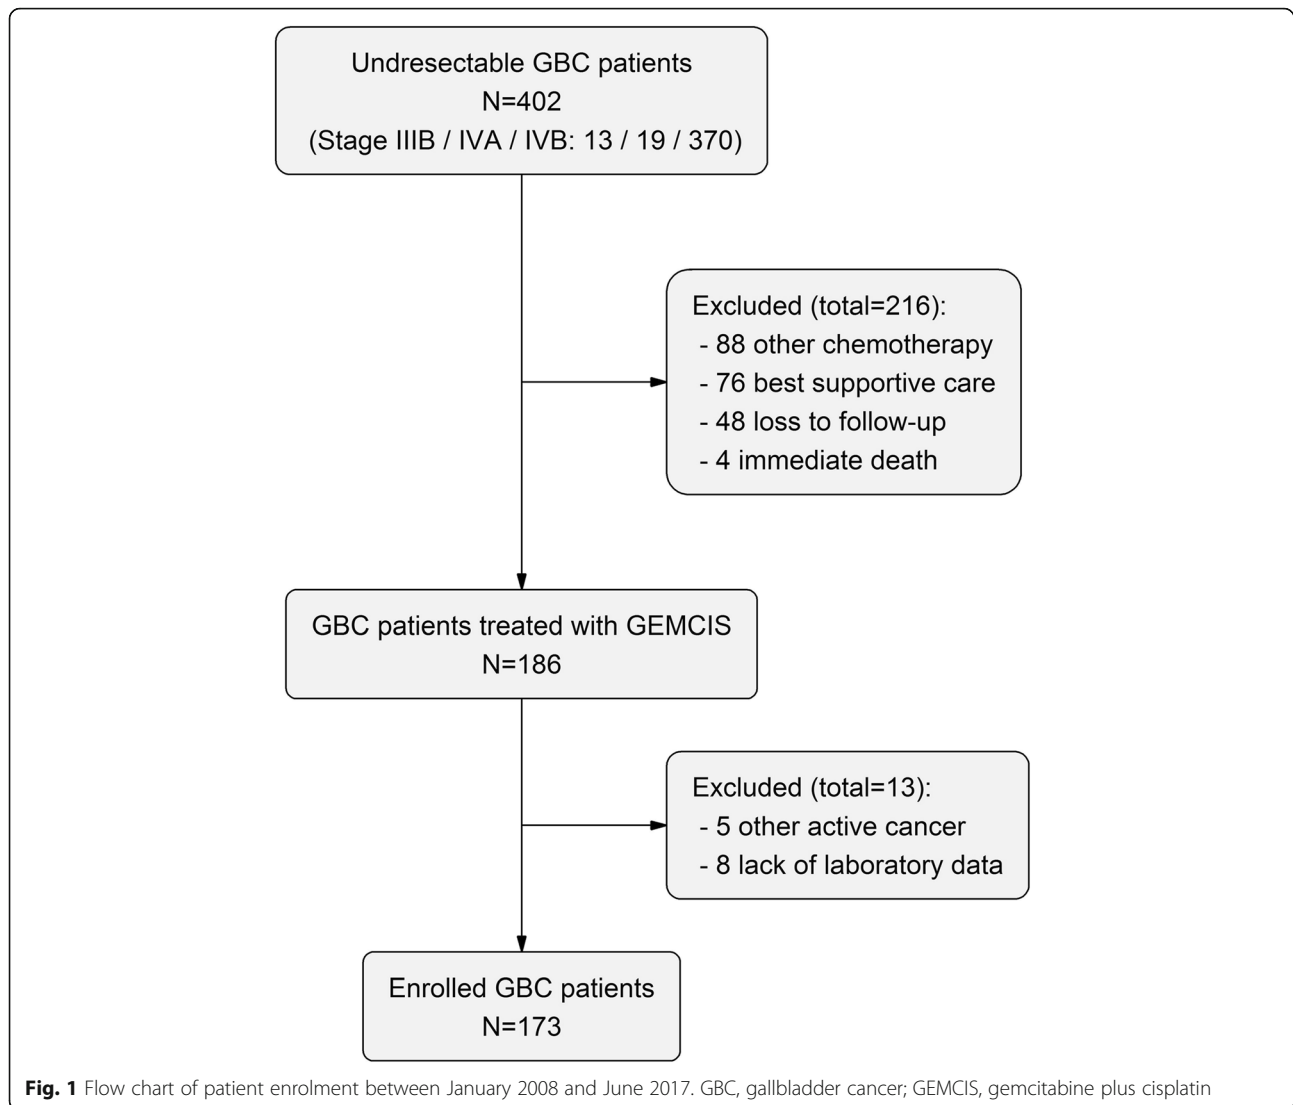 Undresectable GBC patients
N=402
(Stage IIIB / IVA / IVB: 13 / 19 / 370)
Excluded (total=216):
- 88 other chemotherapy
- 76 best supportive care
- 48 loss to follow-up
- 4 immediate death
GBC patients treated with GEMCIS
N=186
Excluded (total=13):
- 5 other active cancer
- 8 lack of laboratory data
Enrolled GBC patients
N=173
Fig. 1 Flow chart of patient enrolment between January 2008 and June 2017. GBC, gallbladder cancer; GEMCIS, gemcitabine plus cisplatin